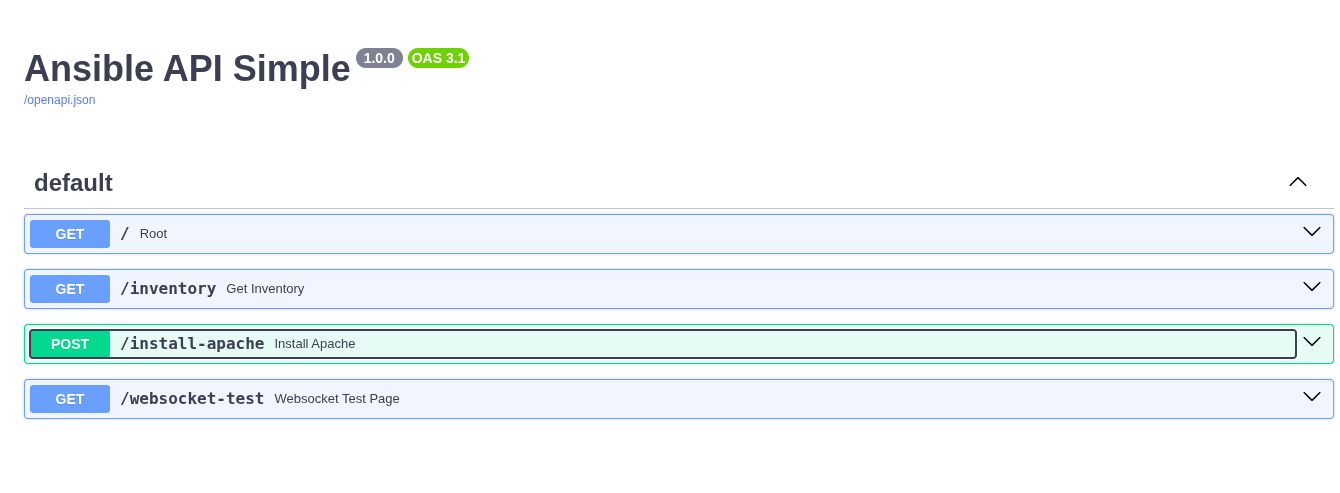 Ansible API Simple 1.0.0 OAS 3.1
/openapi.json
default
GET / Root
GET /inventory Get Inventory
POST /install-apache Install Apache
GET /websocket-test Websocket Test Page